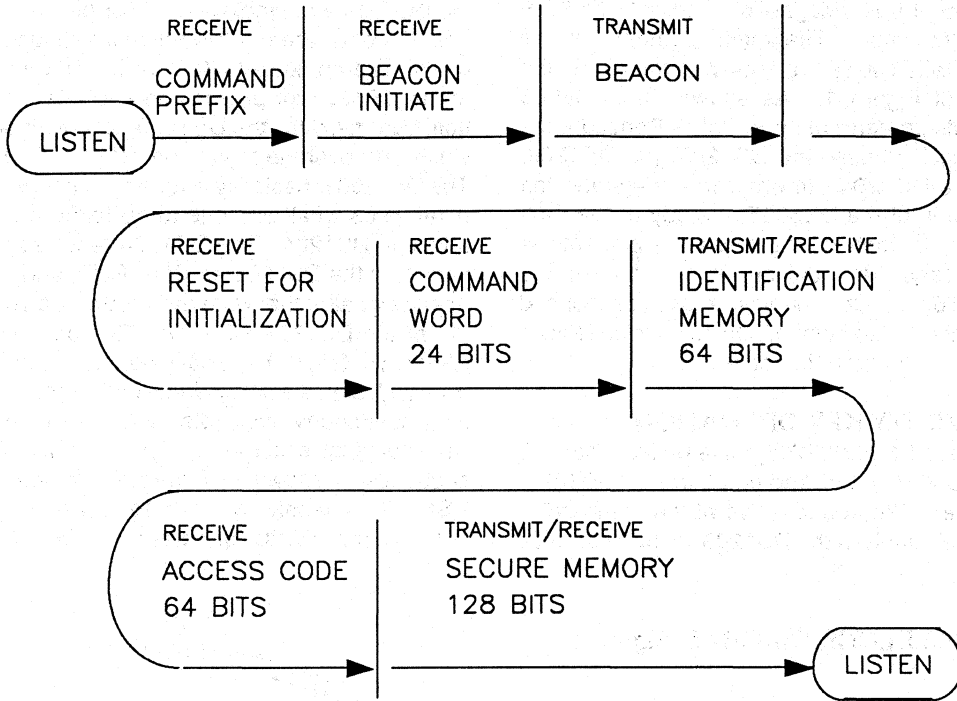 RECEIVE
COMMAND
PREFIX
RECEIVE
BEACON
INITIATE
TRANSMIT
BEACON
LISTEN
RECEIVE
RESET FOR
INITIALIZATION
RECEIVE
COMMAND
WORD
24 BITS
TRANSMIT/RECEIVE
IDENTIFICATION
MEMORY
64 BITS
RECEIVE
ACCESS CODE
64 BITS
TRANSMIT/RECEIVE
SECURE MEMORY
128 BITS
LISTEN